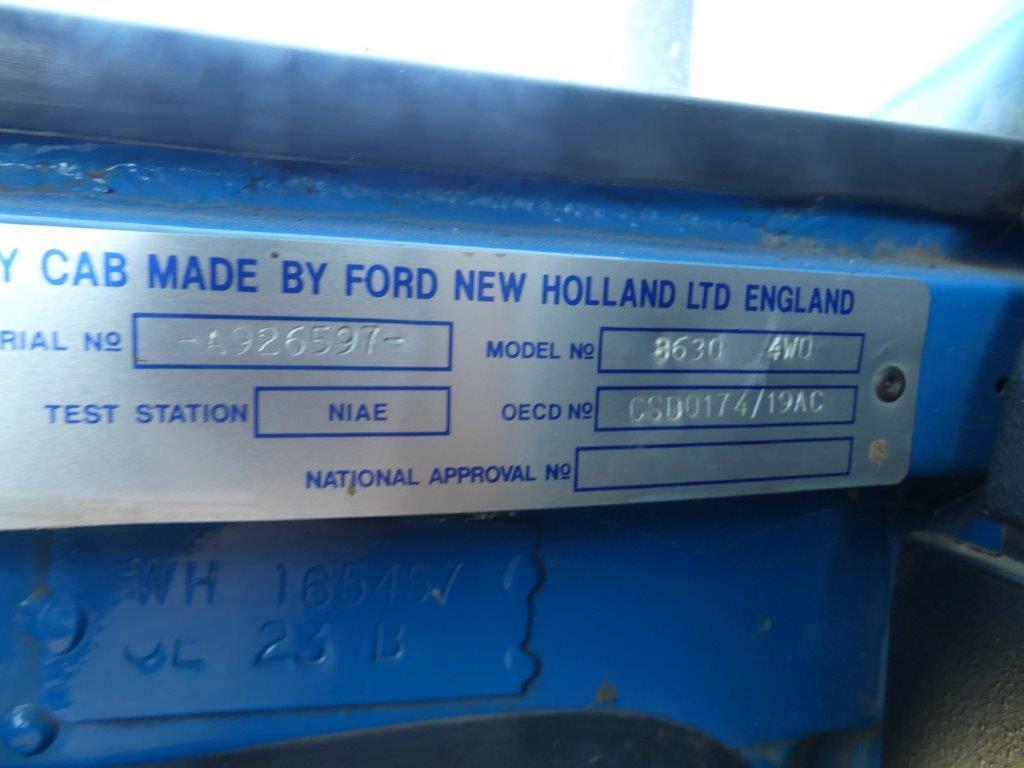 Y CAB MADE BY FORD NEW HOLLAND LTD ENGLAND
RIAL Nº -A926597- MODEL Nº 8630 4WD
TEST STATION NIAE OECD Nº CSD0174/19AC
NATIONAL APPROVAL Nº
WH 185457
23 B